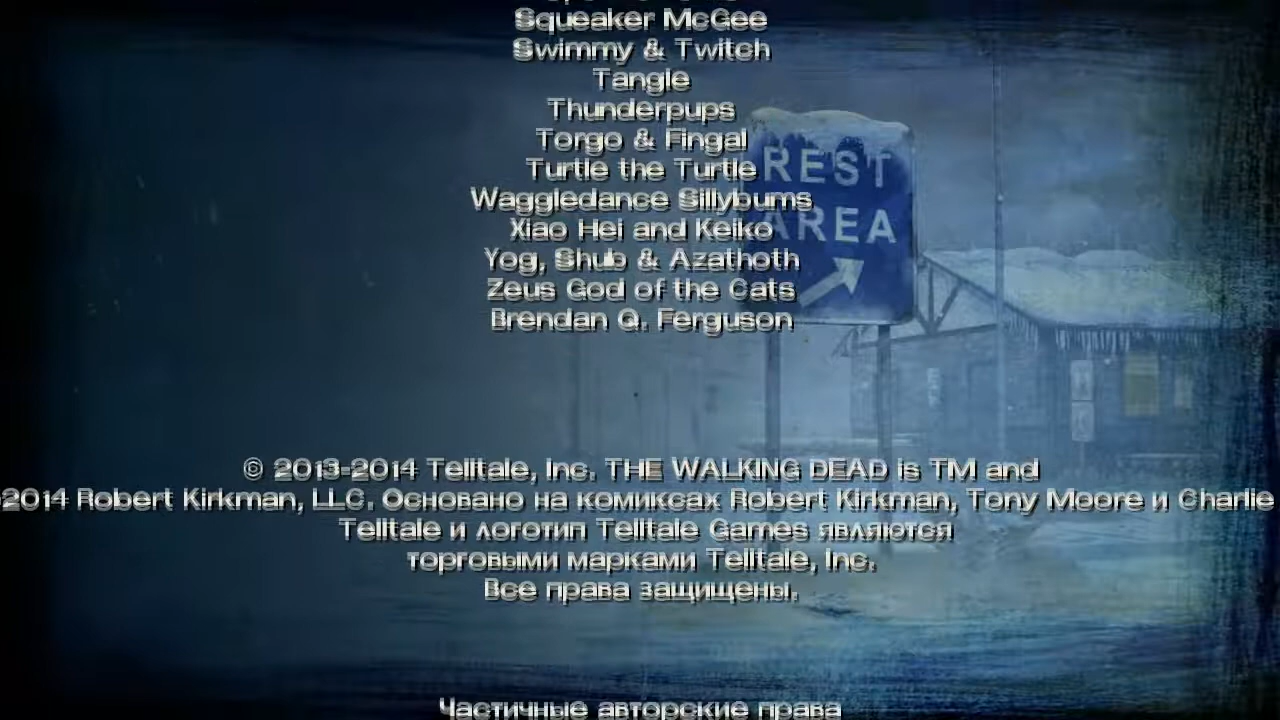 Squeaker McGee
Swimmy & Twitch
Tangle
Thunderpups
Torgo & Fingal
Turtle the Turtle
Waggledance Sillybums
Xiao Hei and Keiko
Yog, Shub & Azathoth
Zeus God of the Cats
Brendan Q. Ferguson
REST
AREA
© 2013-2014 Telltale, Inc. THE WALKING DEAD is TM and
2014 Robert Kirkman, LLC. Основано на комиксах Robert Kirkman, Tony Moore и Charlie
Telltale и логотип Telltale Games являются
торговыми марками Telltale, Inc.
Все права защищены.
Частичные авторские права